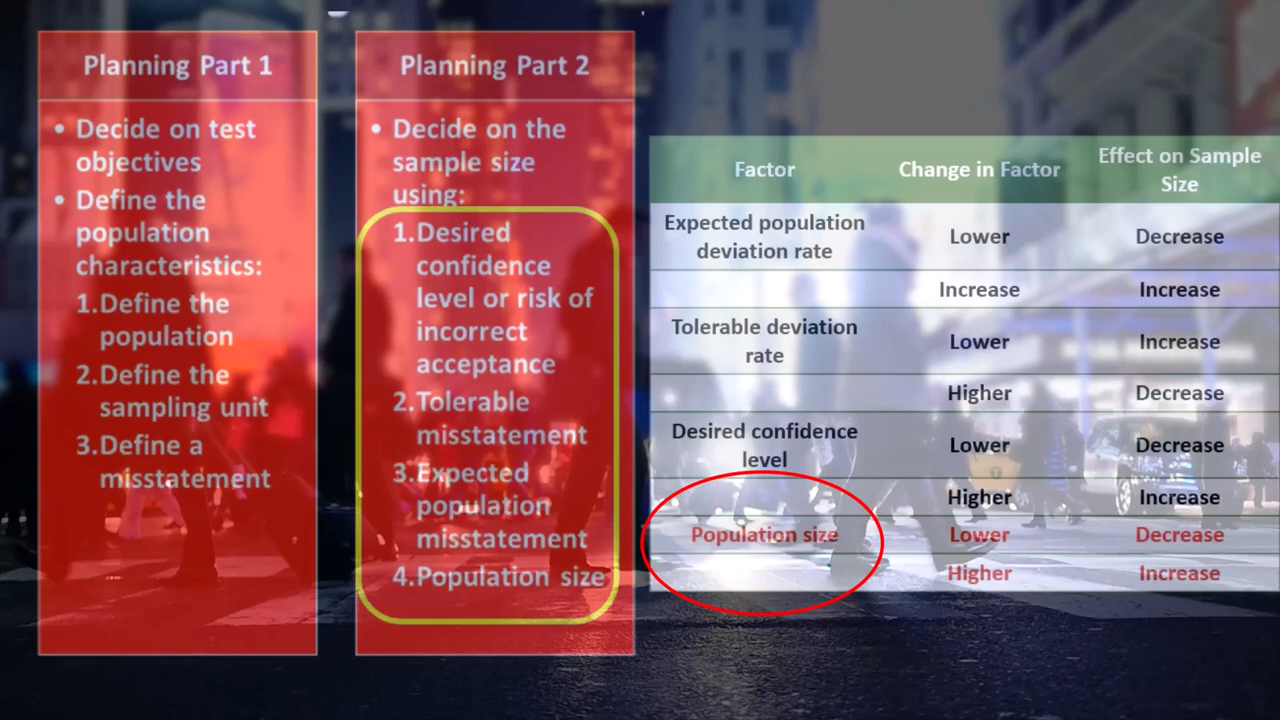 Planning Part 1
• Decide on test
objectives
• Define the
population
characteristics:
1.Define the
population
2.Define the
sampling unit
3.Define a
misstatement
Planning Part 2
• Decide on the
sample size
using:
1.Desired
confidence
level or risk of
incorrect
acceptance
2.Tolerable
misstatement
3.Expected
population
misstatement
4.Population size
Factor Change in Factor Effect on Sample
Size
Expected population
deviation rate Lower Decrease
Increase Increase
Tolerable deviation
rate Lower Increase
Higher Decrease
Desired confidence
level Lower Decrease
Higher Increase
Population size Lower Decrease
Higher Increase